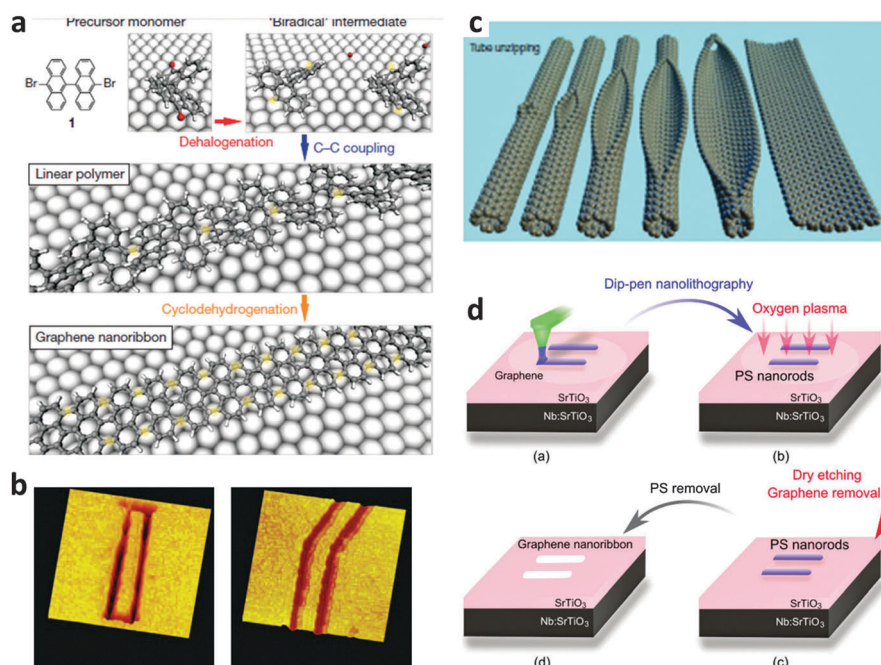 a
Precursor monomer
'Biradical' intermediate
Br
Br
1
Dehalogenation
C–C coupling
Linear polymer
Cyclodehydrogenation
Graphene nanoribbon
b
c
Tube unzipping
d
Dip-pen nanolithography
Oxygen plasma
Graphene
SrTiO₃
Nb:SrTiO₃
(a)
PS nanorods
SrTiO₃
Nb:SrTiO₃
(b)
PS removal
Dry etching
Graphene removal
Graphene nanoribbon
SrTiO₃
Nb:SrTiO₃
(d)
PS nanorods
SrTiO₃
Nb:SrTiO₃
(c)